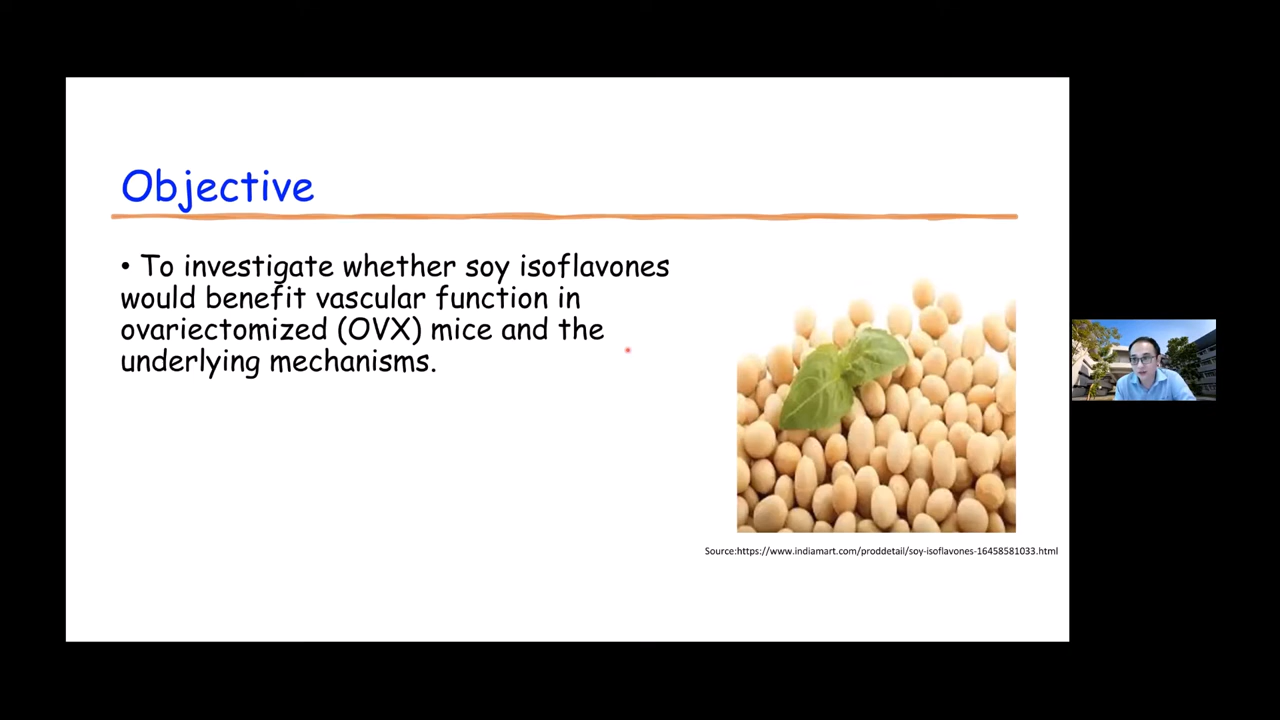 Objective
• To investigate whether soy isoflavones
would benefit vascular function in
ovariectomized (OVX) mice and the
underlying mechanisms.
Source:https://www.indiamart.com/proddetail/soy-isoflavones-16458581033.html